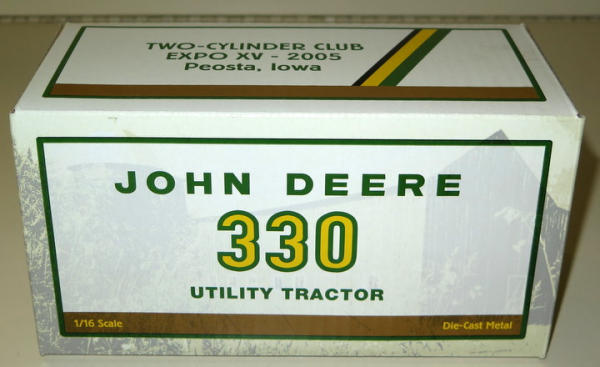 TWO-CYLINDER CLUB
EXPO XV - 2005
Peosta, Iowa
JOHN DEERE
330
UTILITY TRACTOR
1/16 Scale
Die-Cast Metal